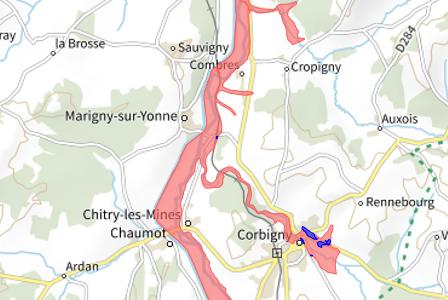 ray
la Brosse
Sauvigny
Combres
Cropigny
D284
Marigny-sur-Yonne
Auxois
Rennebourg
Chitry-les-Mines
Chaumot
Corbigny
V
Ardan